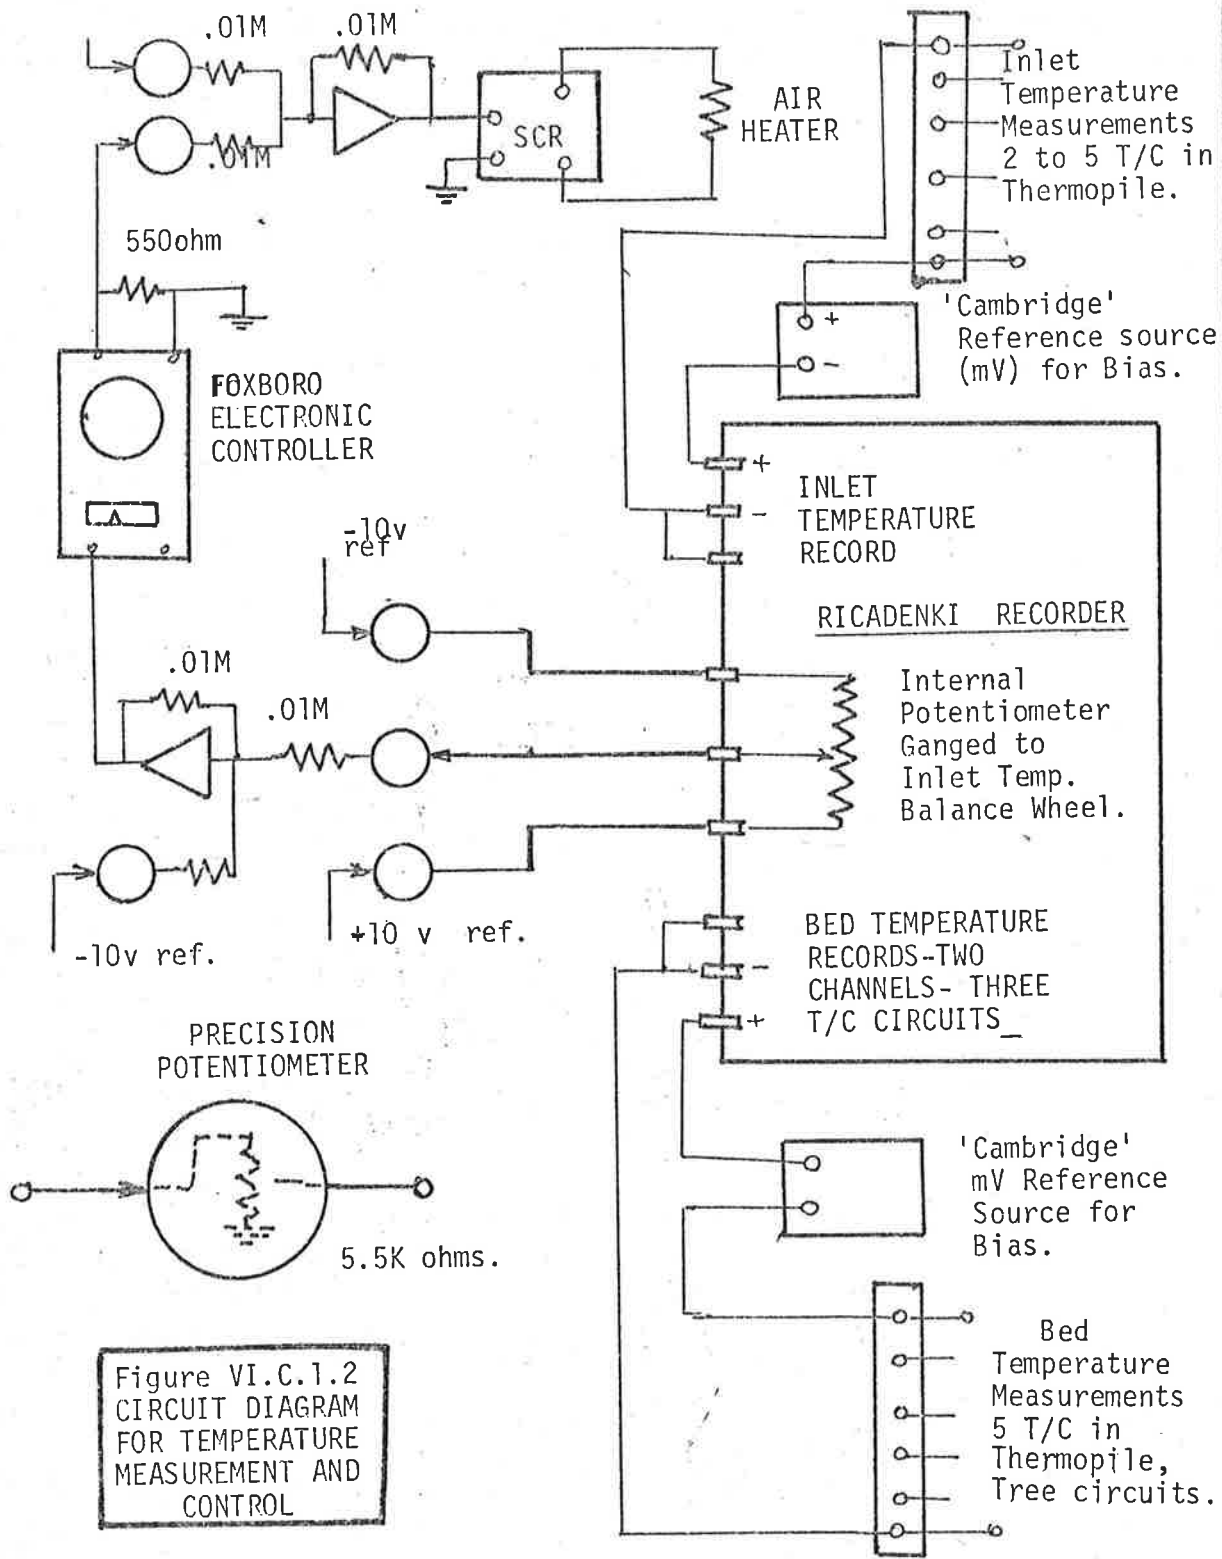 .01M
.01M
.01M
SCR
AIR
HEATER
Inlet
Temperature
Measurements
2 to 5 T/C in
Thermopile.
550ohm
+
-
'Cambridge'
Reference source
(mV) for Bias.
FOXBORO
ELECTRONIC
CONTROLLER
+
-
INLET
TEMPERATURE
RECORD
-10v
ref
RICADENKI RECORDER
.01M
.01M
Internal
Potentiometer
Ganged to
Inlet Temp.
Balance Wheel.
-10v ref.
+10 v ref.
BED TEMPERATURE
RECORDS-TWO
CHANNELS- THREE
T/C CIRCUITS_
-
+
PRECISION
POTENTIOMETER
5.5K ohms.
'Cambridge'
mV Reference
Source for
Bias.
Bed
Temperature
Measurements
5 T/C in
Thermopile,
Tree circuits.
Figure VI.C.1.2
CIRCUIT DIAGRAM
FOR TEMPERATURE
MEASUREMENT AND
CONTROL